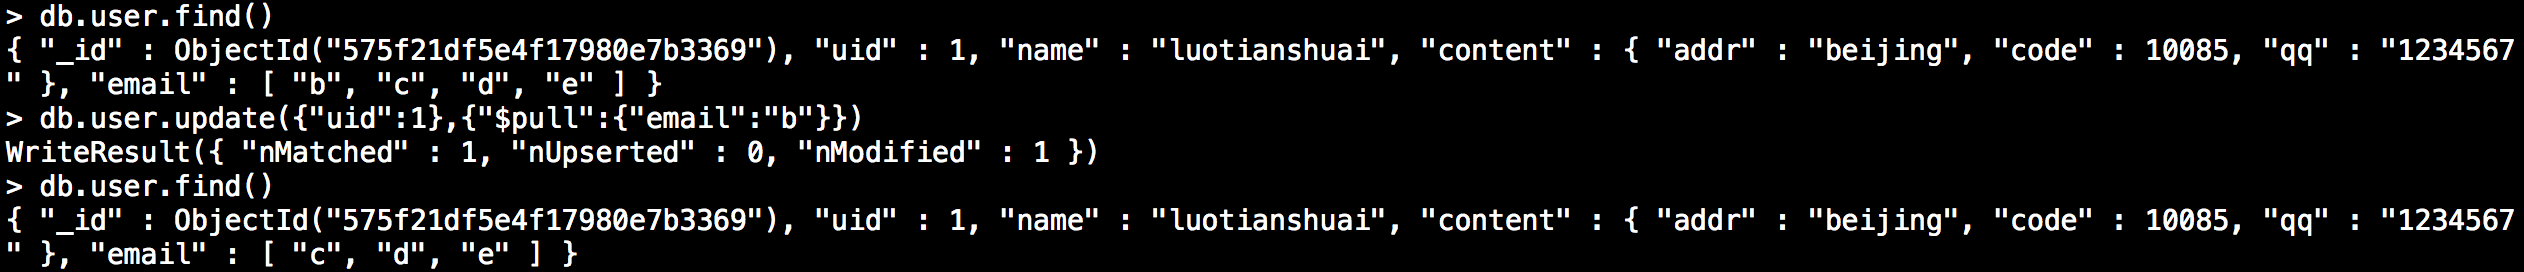 > db.user.find()
{ "_id" : ObjectId("575f21df5e4f17980e7b3369"), "uid" : 1, "name" : "luotianshuai", "content" : { "addr" : "beijing", "code" : 10085, "qq" : "1234567
" }, "email" : [ "b", "c", "d", "e" ] }
> db.user.update({"uid":1},{"$pull":{"email":"b"}})
WriteResult({ "nMatched" : 1, "nUpserted" : 0, "nModified" : 1 })
> db.user.find()
{ "_id" : ObjectId("575f21df5e4f17980e7b3369"), "uid" : 1, "name" : "luotianshuai", "content" : { "addr" : "beijing", "code" : 10085, "qq" : "1234567
" }, "email" : [ "c", "d", "e" ] }